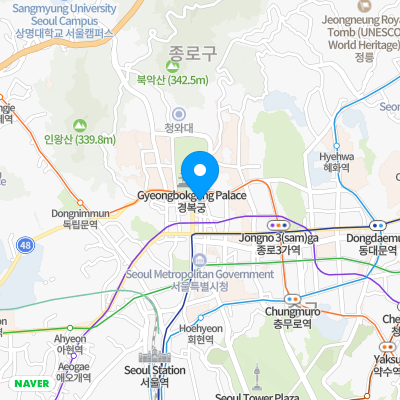 Sangmyung University
Seoul Campus
상명대학교 서울캠퍼스
종로구
Jeongneung Roya
Tomb (UNESCO
World Heritage)
정릉
북악산 (342.5m)
청와대
인왕산 (339.8m)
Hyehwa
혜화역
Gyeongbokgung Palace
경복궁
Dongnimmun
독립문역
48
Jongno 3(sam)ga
종로3가역
Dongdaemu
동대문역
Seoul Metropolitan Government
서울특별시청
Chungmuro
충무로역
Hoehyeon
회현역
Ahyeon
아현역
Aeogae
애오개역
Seoul Station
서울역
Yaksu
약수역
NAVER
Seoul Tower Plaza